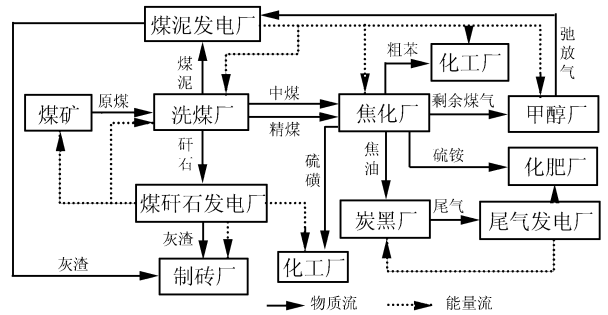 煤泥发电厂
弛放气
粗苯
化工厂
煤泥
原煤
中煤
剩余煤气
煤矿
洗煤厂
焦化厂
甲醇厂
精煤
矸石
硫磺
焦油
硫铵
化肥厂
煤矸石发电厂
炭黑厂
尾气
尾气发电厂
灰渣
灰渣
制砖厂
化工厂
物质流
能量流